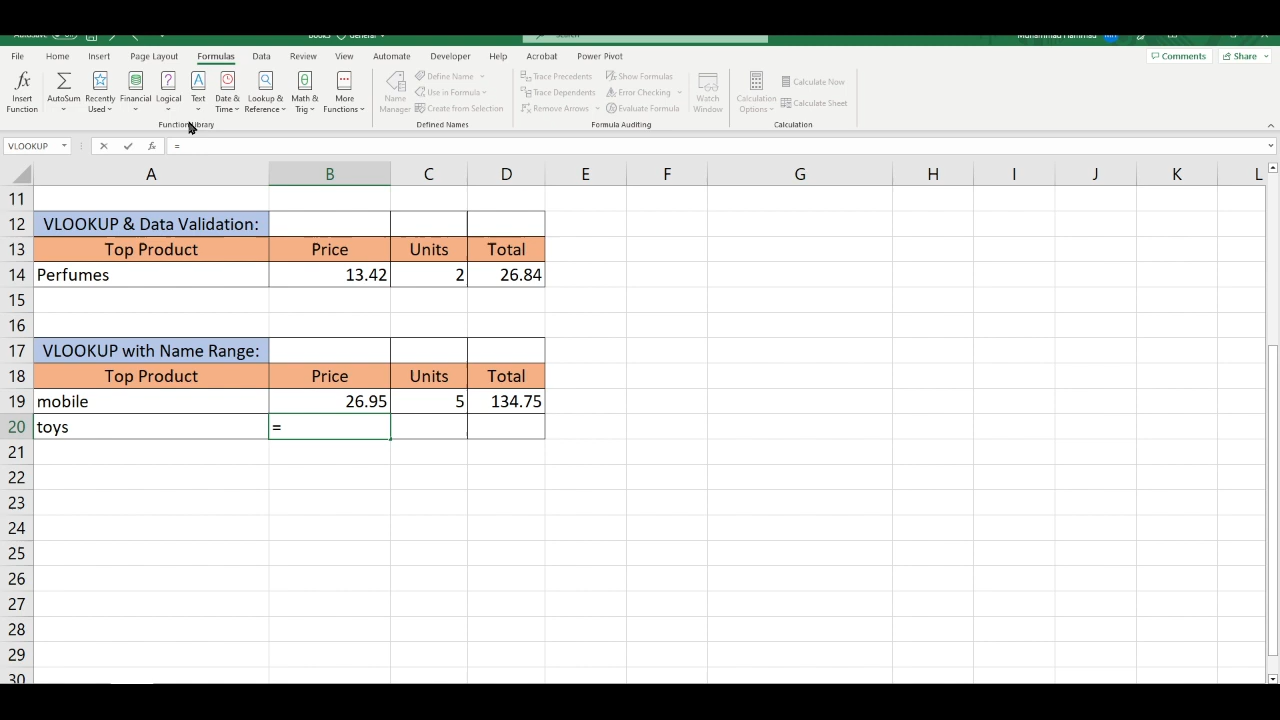 File Home Insert Page Layout Formulas Data Review View Automate Developer Help Acrobat Power Pivot Comments Share
fx Insert Function
AutoSum
Recently Used
Financial
Logical
Text
Date & Time
Lookup & Reference
Math & Trig
More Functions
Function Library
Name Manager
Define Name
Use in Formula
Create from Selection
Defined Names
Trace Precedents
Trace Dependents
Remove Arrows
Show Formulas
Error Checking
Evaluate Formula
Formula Auditing
Watch Window
Calculation Options
Calculate Now
Calculate Sheet
Calculation
VLOOKUP fx =
A B C D E F G H I J K L
11
12 VLOOKUP & Data Validation:
13 Top Product Price Units Total
14 Perfumes 13.42 2 26.84
15
16
17 VLOOKUP with Name Range:
18 Top Product Price Units Total
19 mobile 26.95 5 134.75
20 toys =
21
22
23
24
25
26
27
28
29
30